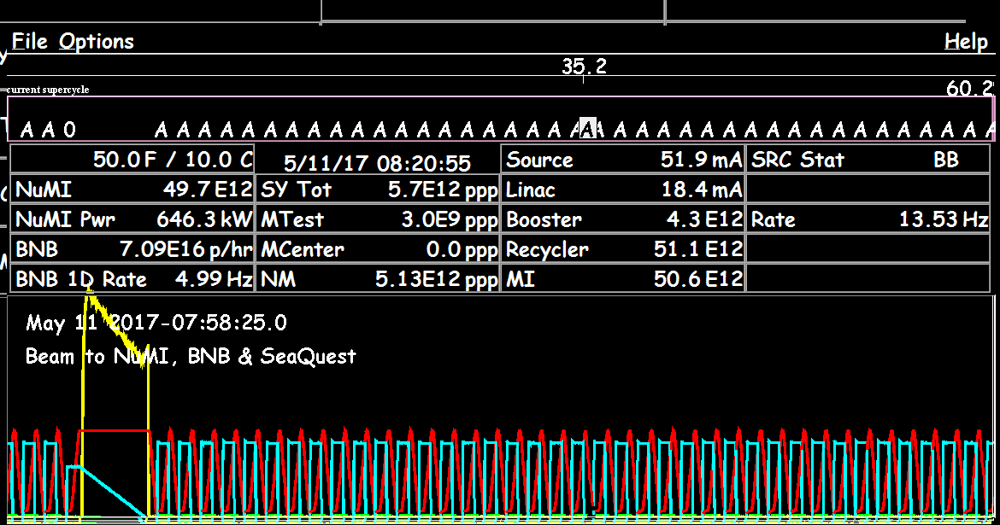 File Options Help
35.2
60.2
current supercycle
A A 0 A A A A A A A A A A A A A A A A A A A A A A A A A A A A A A A A A A A A A A
50.0 F / 10.0 C 5/11/17 08:20:55 Source 51.9 mA SRC Stat BB
NuMI 49.7 E12 SY Tot 5.7E12 ppp Linac 18.4 mA
NuMI Pwr 646.3 kW MTest 3.0E9 ppp Booster 4.3 E12 Rate 13.53 Hz
BNB 7.09E16 p/hr MCenter 0.0 ppp Recycler 51.1 E12
BNB 1D Rate 4.99 Hz NM 5.13E12 ppp MI 50.6 E12
May 11 2017-07:58:25.0
Beam to NuMI, BNB & SeaQuest